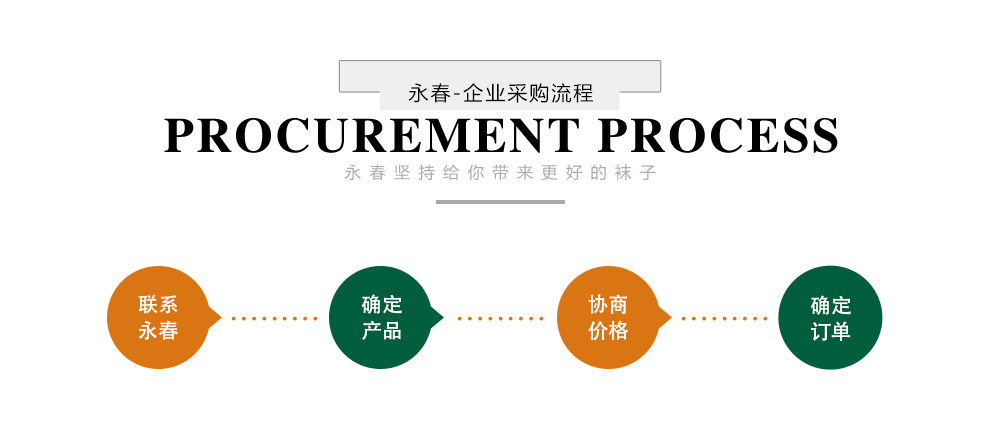 永春-企业采购流程
PROCUREMENT PROCESS
永春坚持给你带来更好的袜子
联系
永春
确定
产品
协商
价格
确定
订单